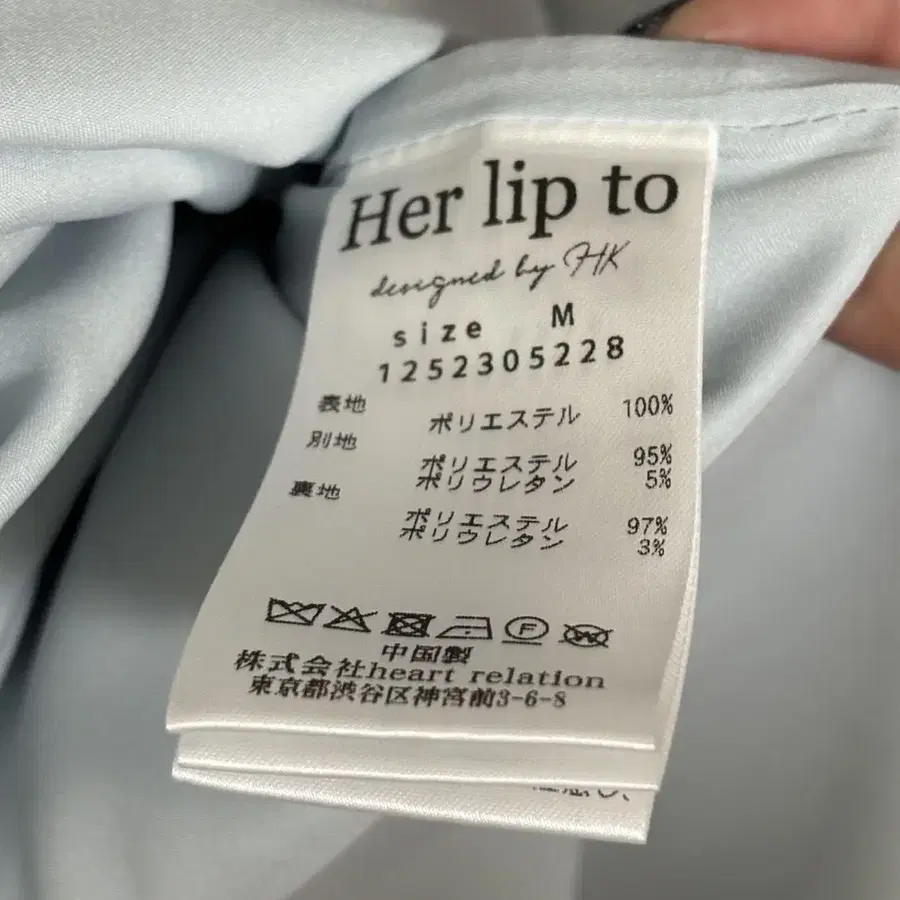 Her lip to
designed by HK
size M
1252305228
表地 ポリエステル 100%
別地
ポリエステル 95%
ポリウレタン 5%
裏地
ポリエステル 97%
ポリウレタン 3%
F
W
中国製
株式会社heart relation
東京都渋谷区神宮前3-6-8